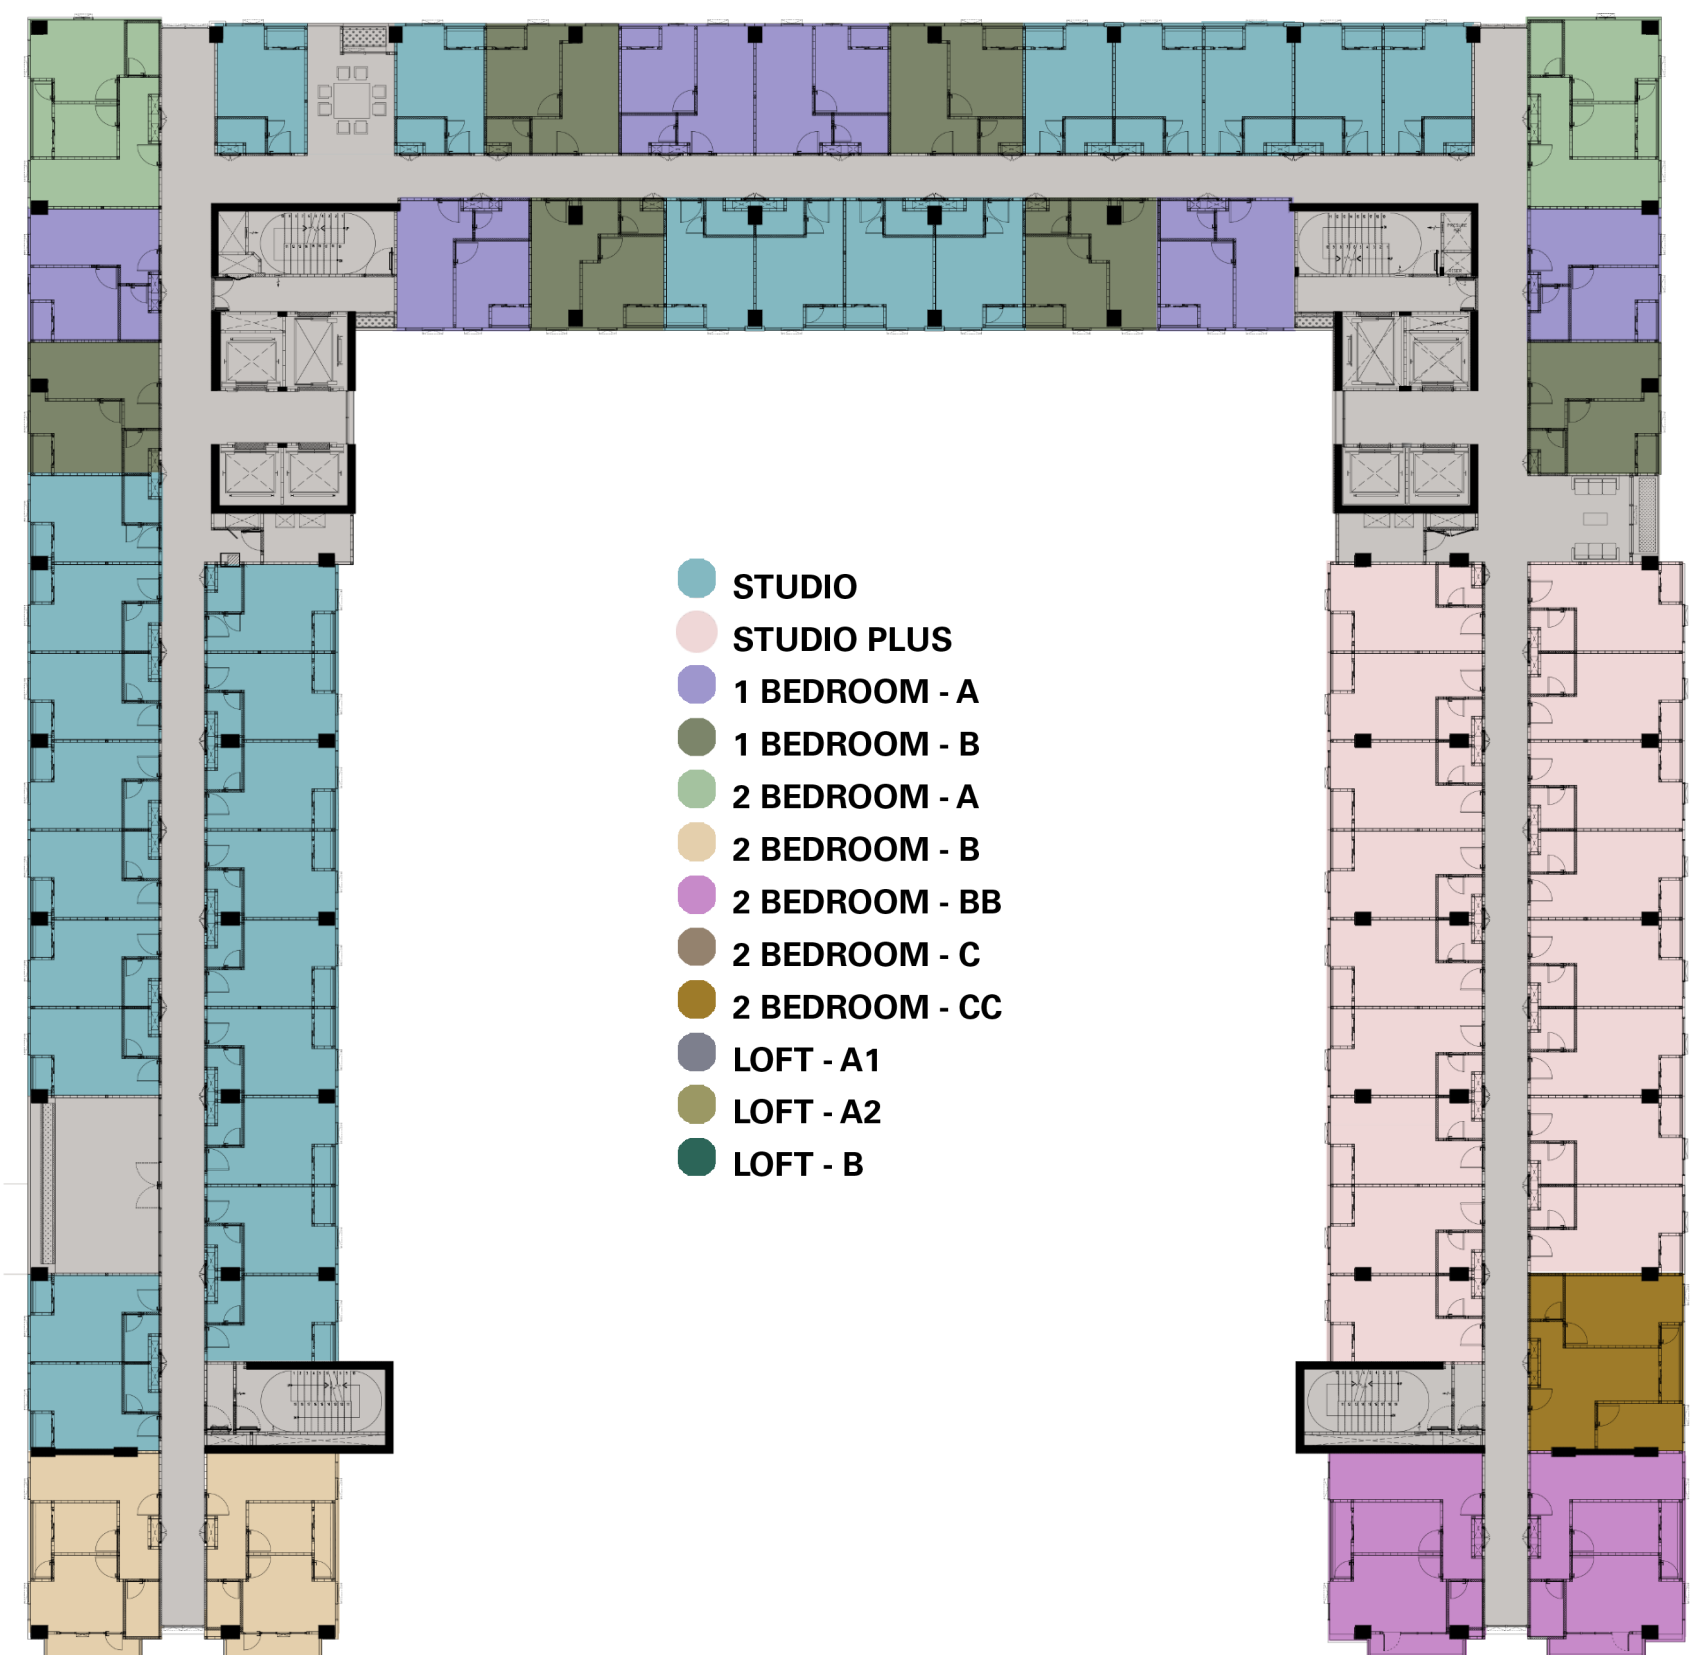 STUDIO
STUDIO PLUS
1 BEDROOM - A
1 BEDROOM - B
2 BEDROOM - A
2 BEDROOM - B
2 BEDROOM - BB
2 BEDROOM - C
2 BEDROOM - CC
LOFT - A1
LOFT - A2
LOFT - B